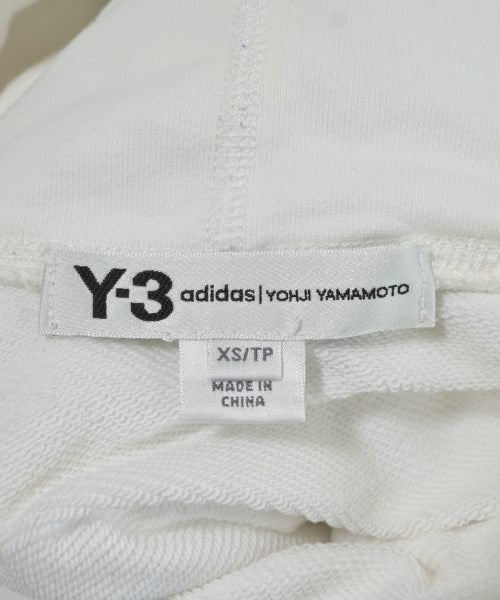 Y-3 adidas | YOHJI YAMAMOTO
XS/TP
MADE IN
CHINA